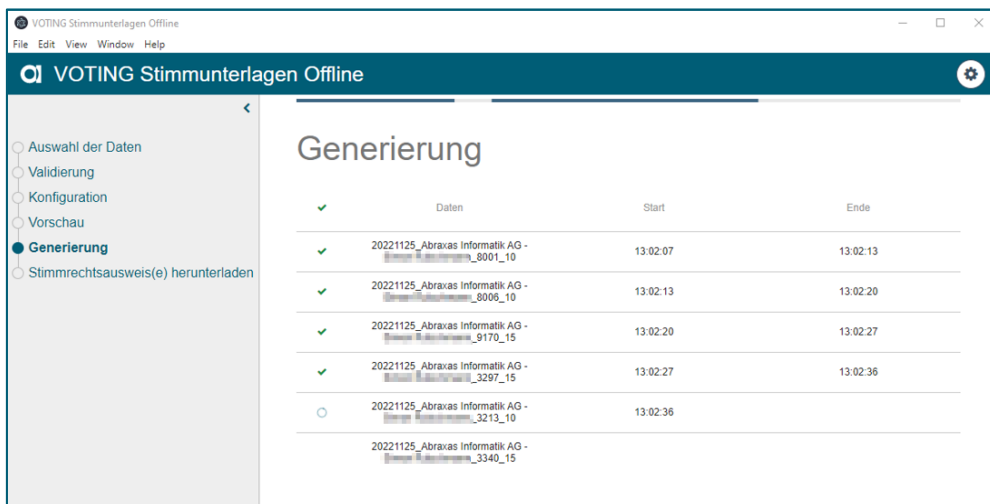 VOTING Stimmunterlagen Offline
File Edit View Window Help
VOTING Stimmunterlagen Offline
Auswahl der Daten
Validierung
Konfiguration
Vorschau
Generierung
Stimmrechtsausweis(e) herunterladen
Generierung
Daten Start Ende
20221125_Abraxas Informatik AG -
_8001_10
13:02:07 13:02:13
20221125_Abraxas Informatik AG -
_8006_10
13:02:13 13:02:20
20221125_Abraxas Informatik AG -
_9170_15
13:02:20 13:02:27
20221125_Abraxas Informatik AG -
_3297_15
13:02:27 13:02:36
20221125_Abraxas Informatik AG -
_3213_10
13:02:36
20221125_Abraxas Informatik AG -
_3340_15